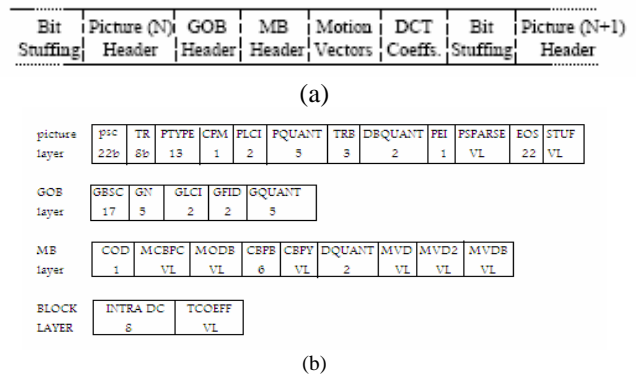 Bit Picture (N) GOB MB Motion DCT Bit Picture (N+1)
Stuffing Header Header Header Vectors Coeffs. Stuffing Header
(a)
picture psc TR PTYPE CPM PLCI PQUANT TRB DBQUANT PEI PSPARSE EOS STUF
layer 22b 8b 13 1 2 5 3 2 1 VL 22 VL
GOB GBSC GN GLCI GFID GQUANT
layer 17 5 2 2 5
MB COD MCBPC MODB CBPB CBPY DQUANT MVD MVD2 MVDB
layer 1 VL VL 6 VL 2 VL VL VL
BLOCK INTRA DC TCOEFF
LAYER 8 VL
(b)